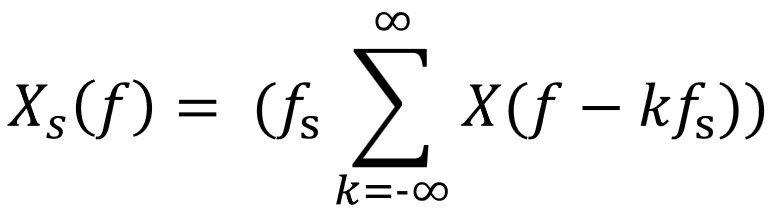 X_s(f) = (f_s ∑_{k=-∞}^{∞} X(f − kf_s))